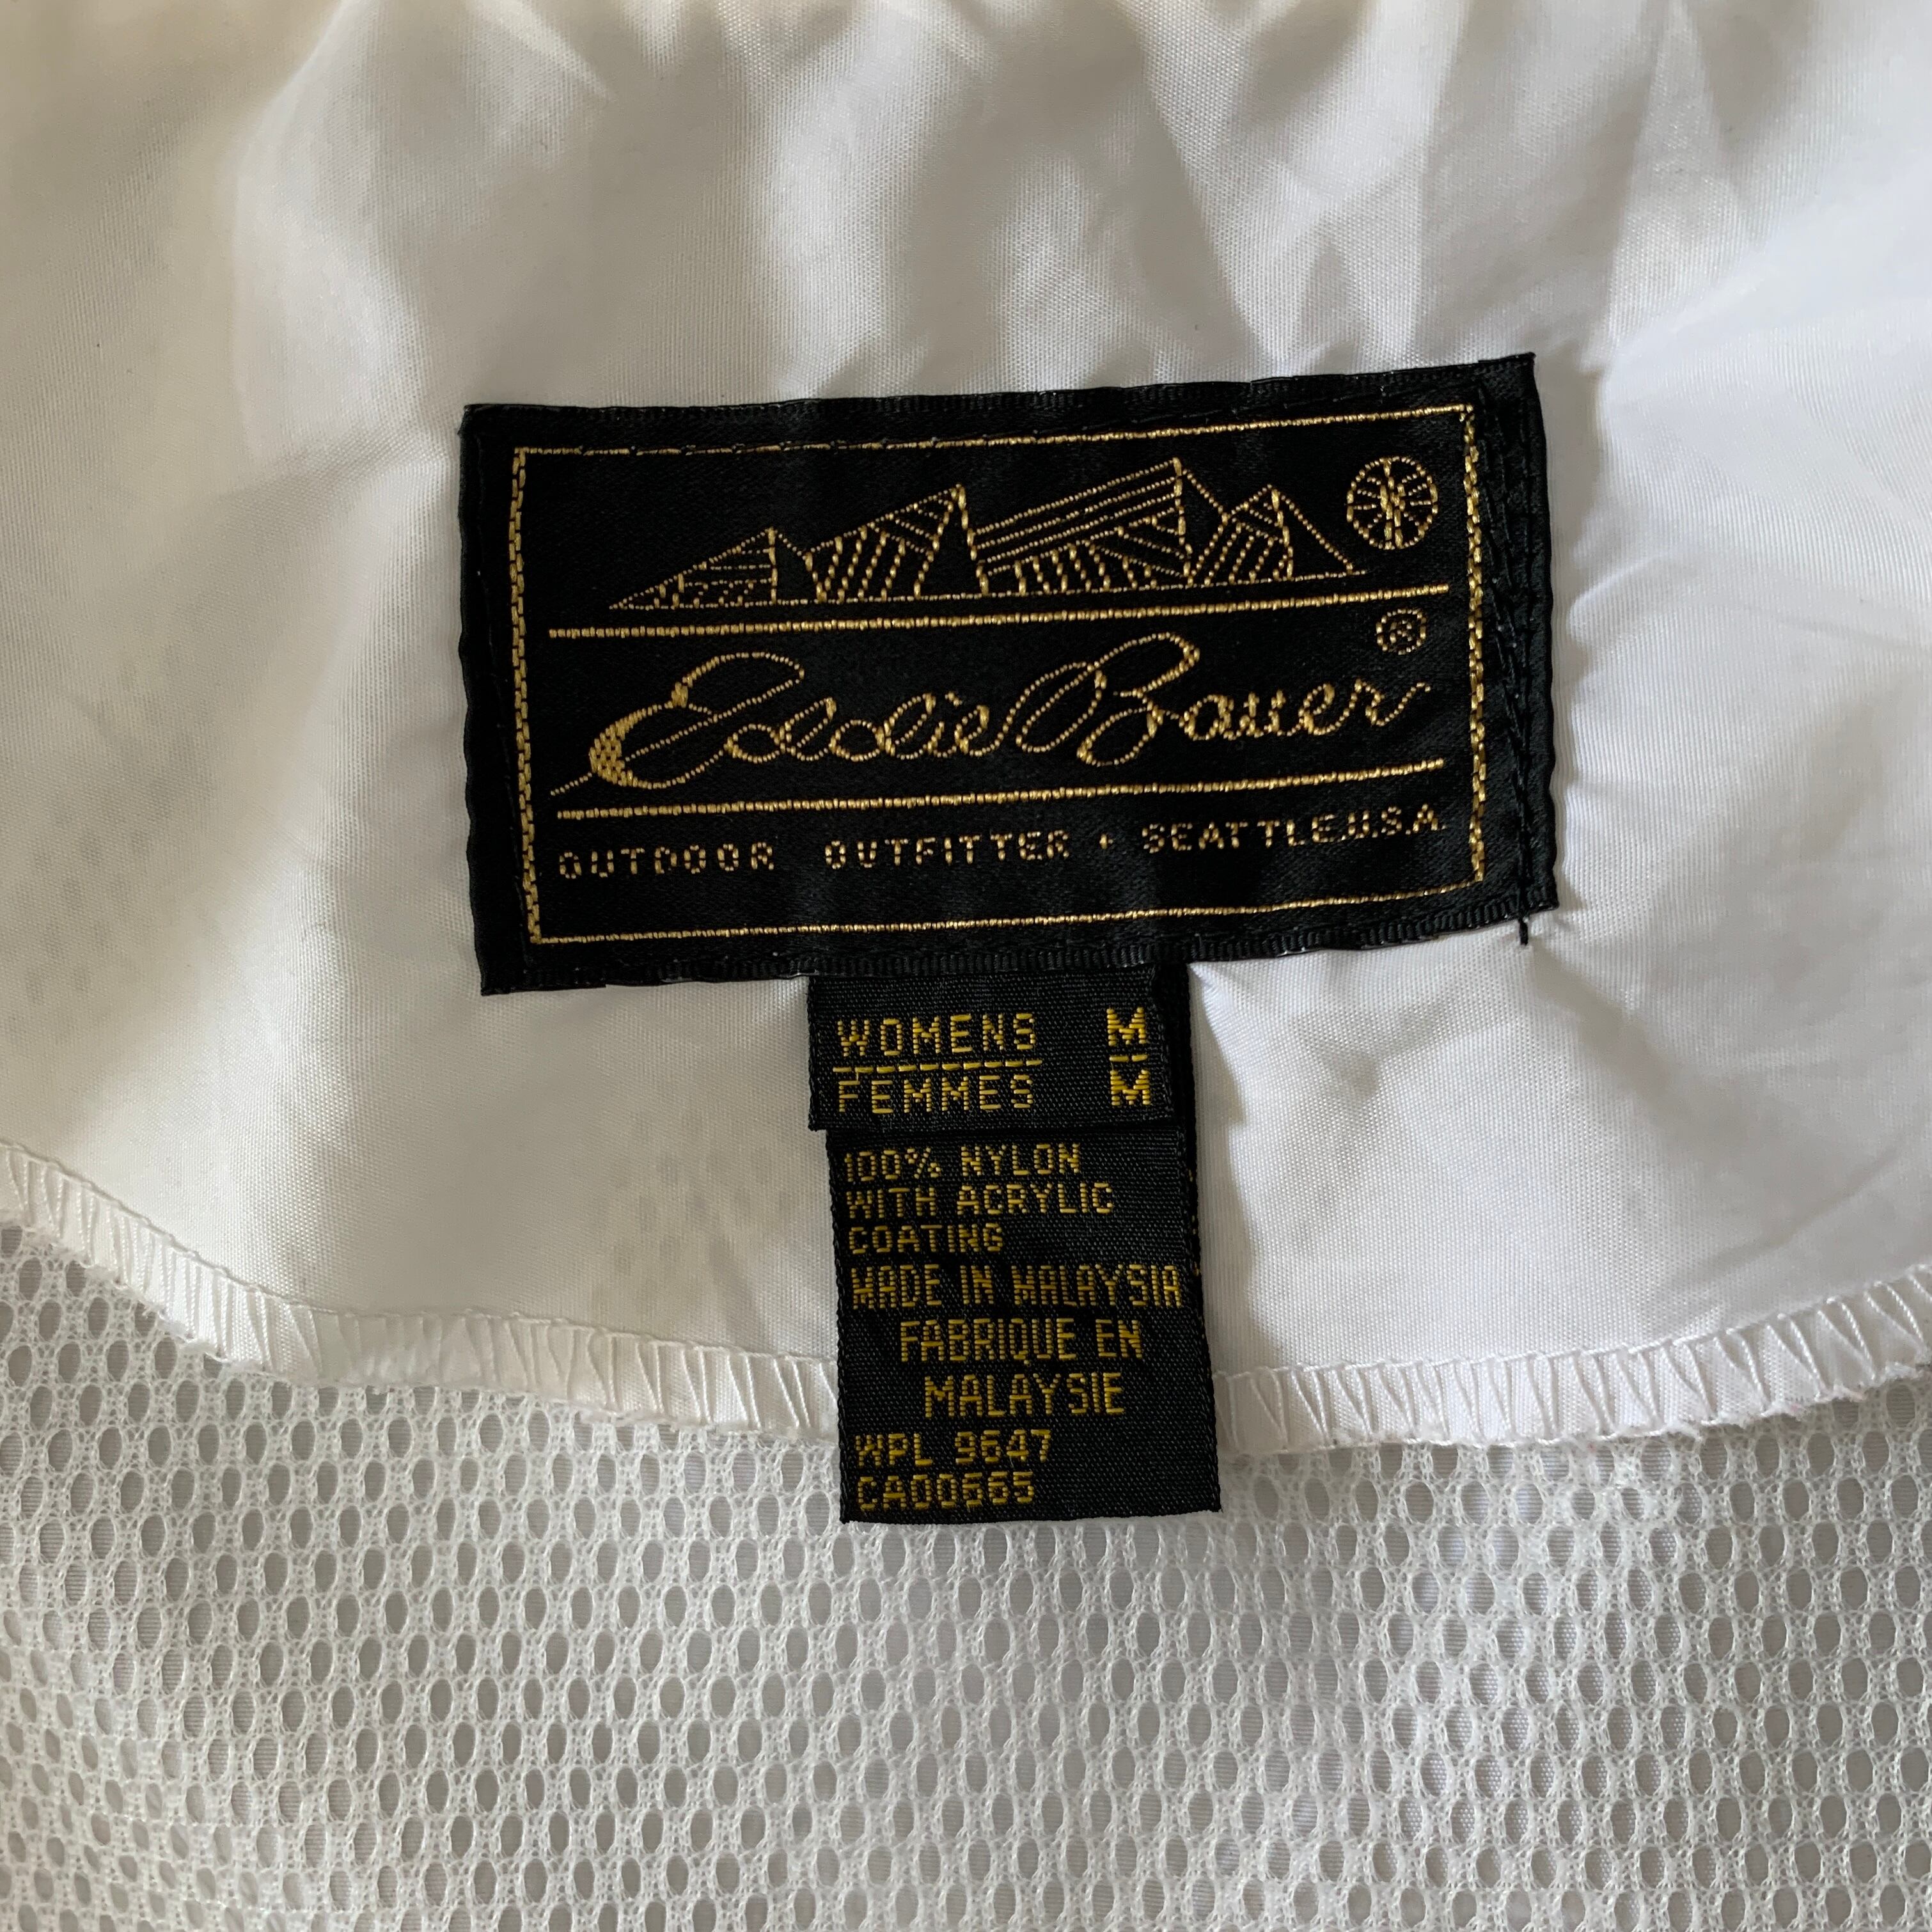 ®
Eddie Bauer
OUTDOOR OUTFITTER • SEATTLE,U.S.A.
WOMENS M
FEMMES M
100% NYLON
WITH ACRYLIC
COATING
MADE IN MALAYSIA
FABRIQUE EN
MALAYSIE
WPL 9647
CA00665